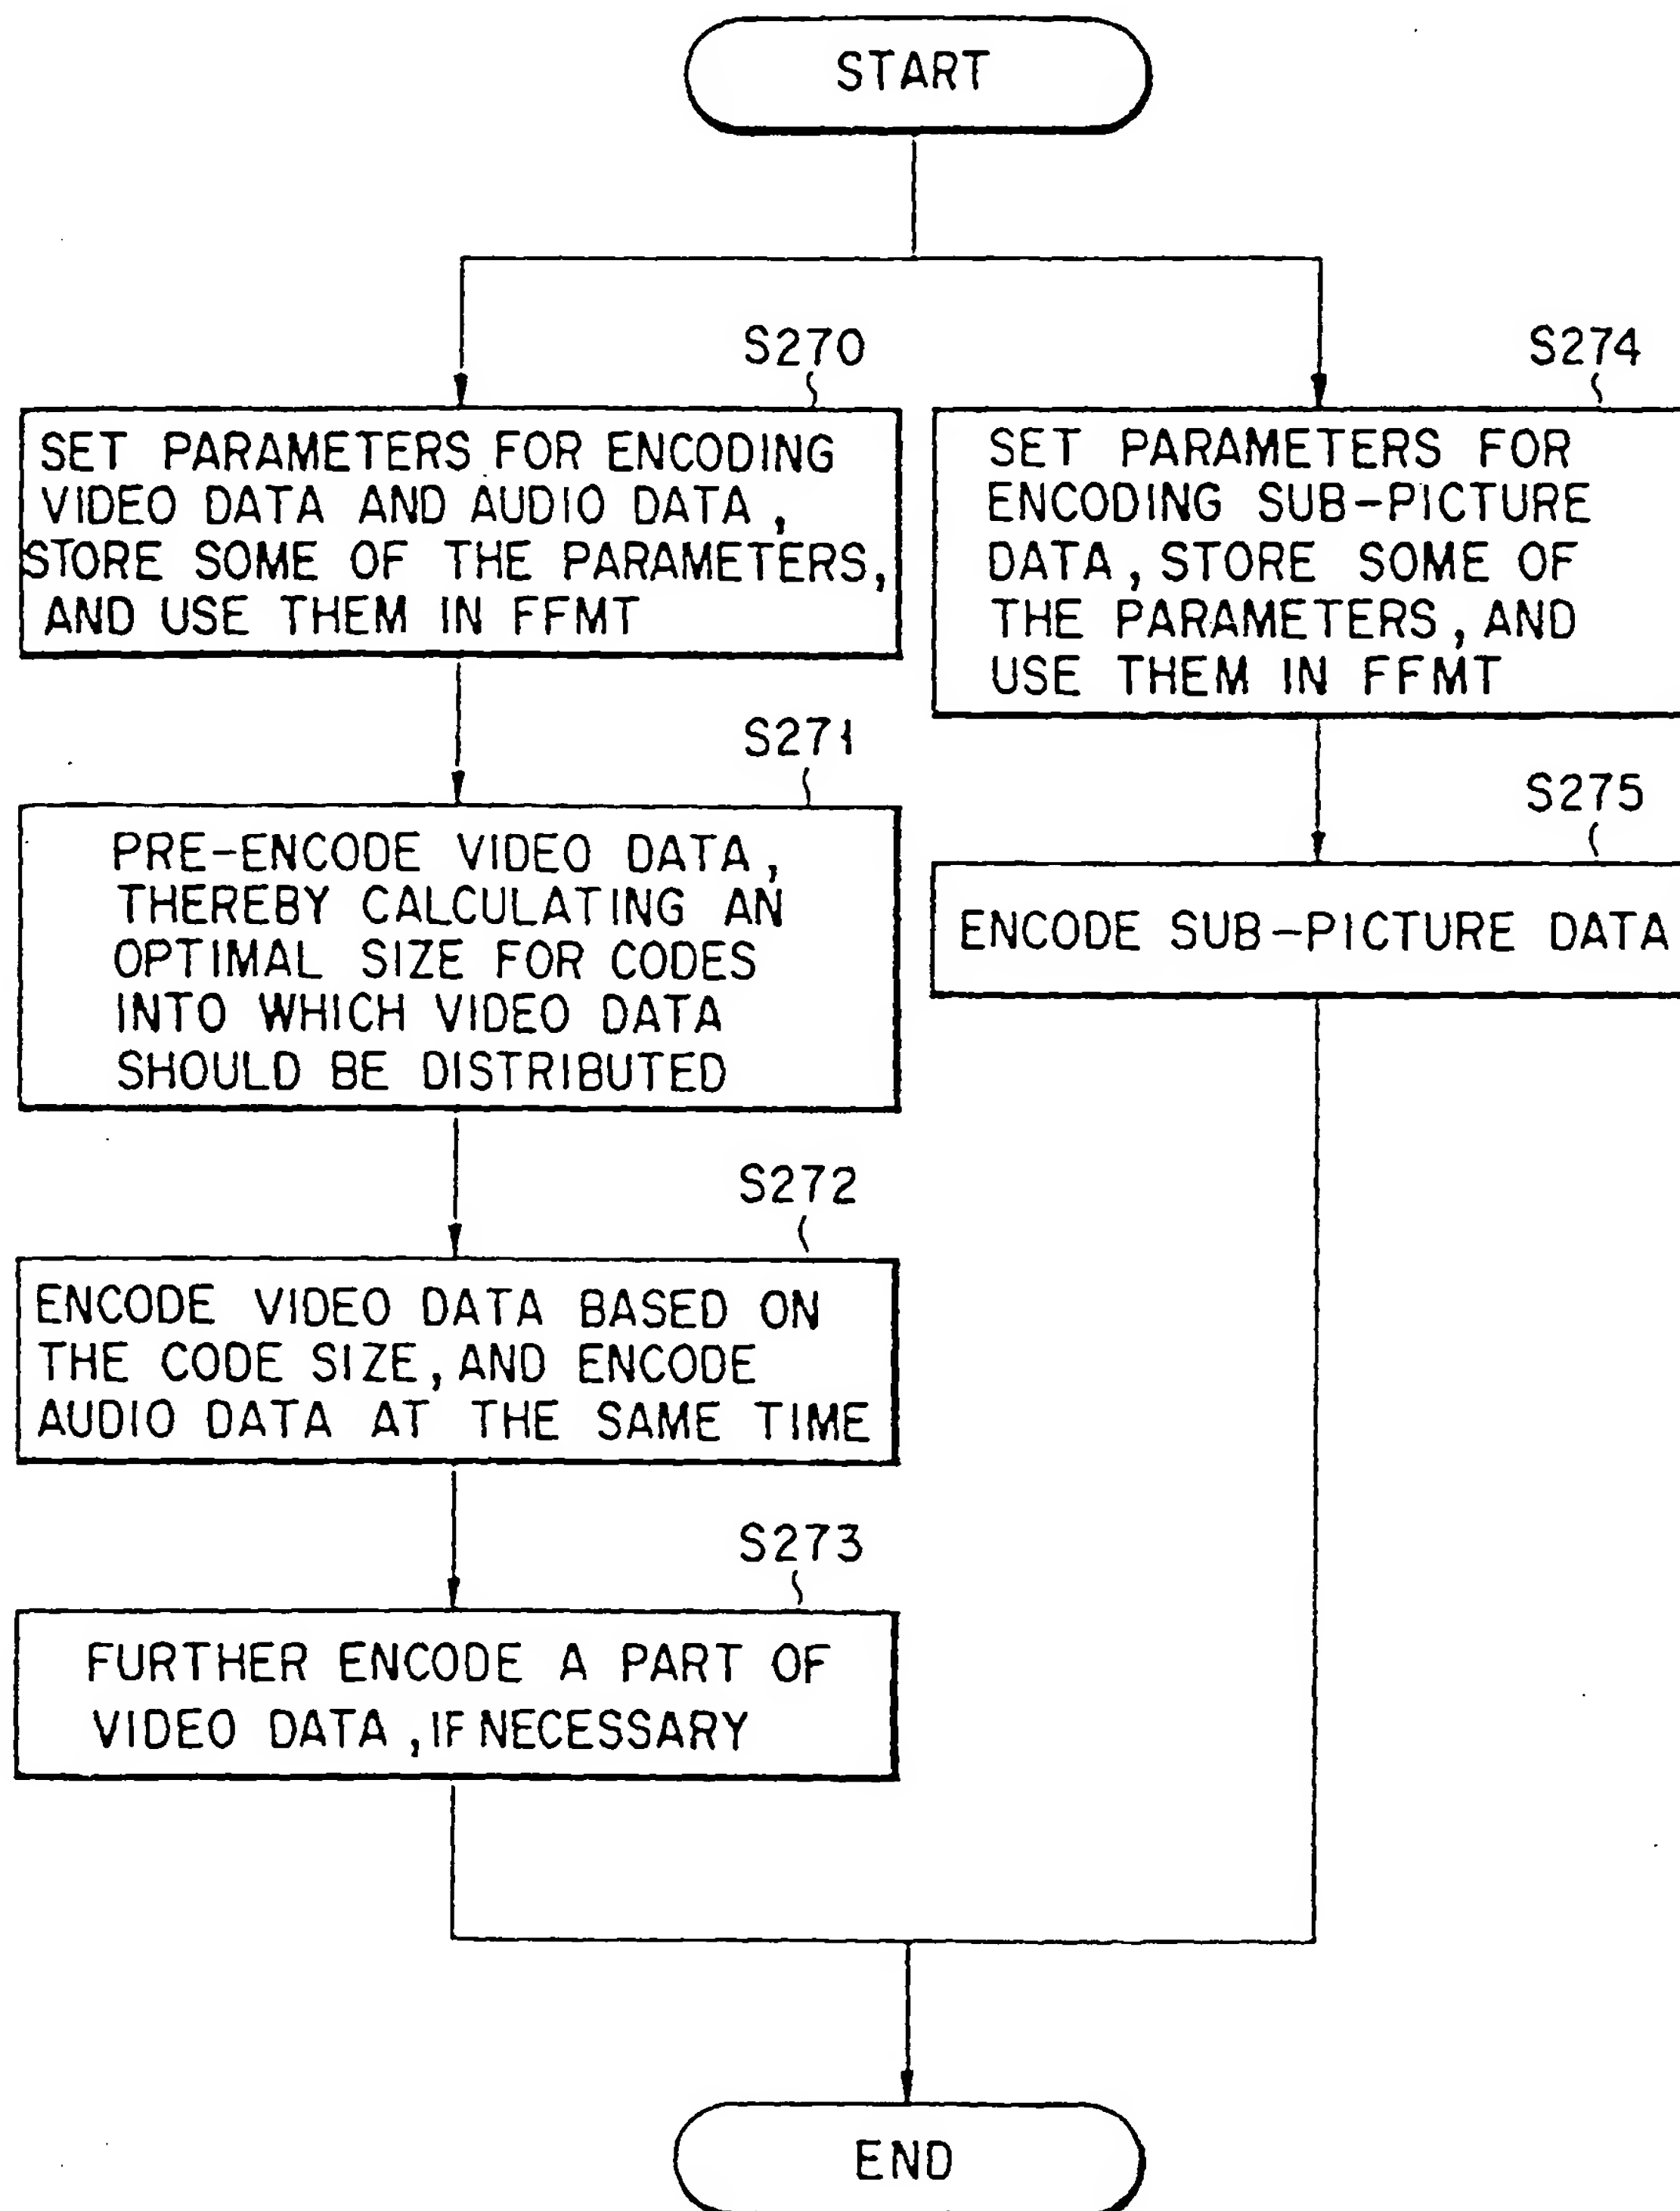 START
S270
SET PARAMETERS FOR ENCODING
VIDEO DATA AND AUDIO DATA,
STORE SOME OF THE PARAMETERS,
AND USE THEM IN FFMT
S271
PRE-ENCODE VIDEO DATA,
THEREBY CALCULATING AN
OPTIMAL SIZE FOR CODES
INTO WHICH VIDEO DATA
SHOULD BE DISTRIBUTED
S272
ENCODE VIDEO DATA BASED ON
THE CODE SIZE, AND ENCODE
AUDIO DATA AT THE SAME TIME
S273
FURTHER ENCODE A PART OF
VIDEO DATA, IF NECESSARY
S274
SET PARAMETERS FOR
ENCODING SUB-PICTURE
DATA, STORE SOME OF
THE PARAMETERS, AND
USE THEM IN FFMT
S275
ENCODE SUB-PICTURE DATA
END